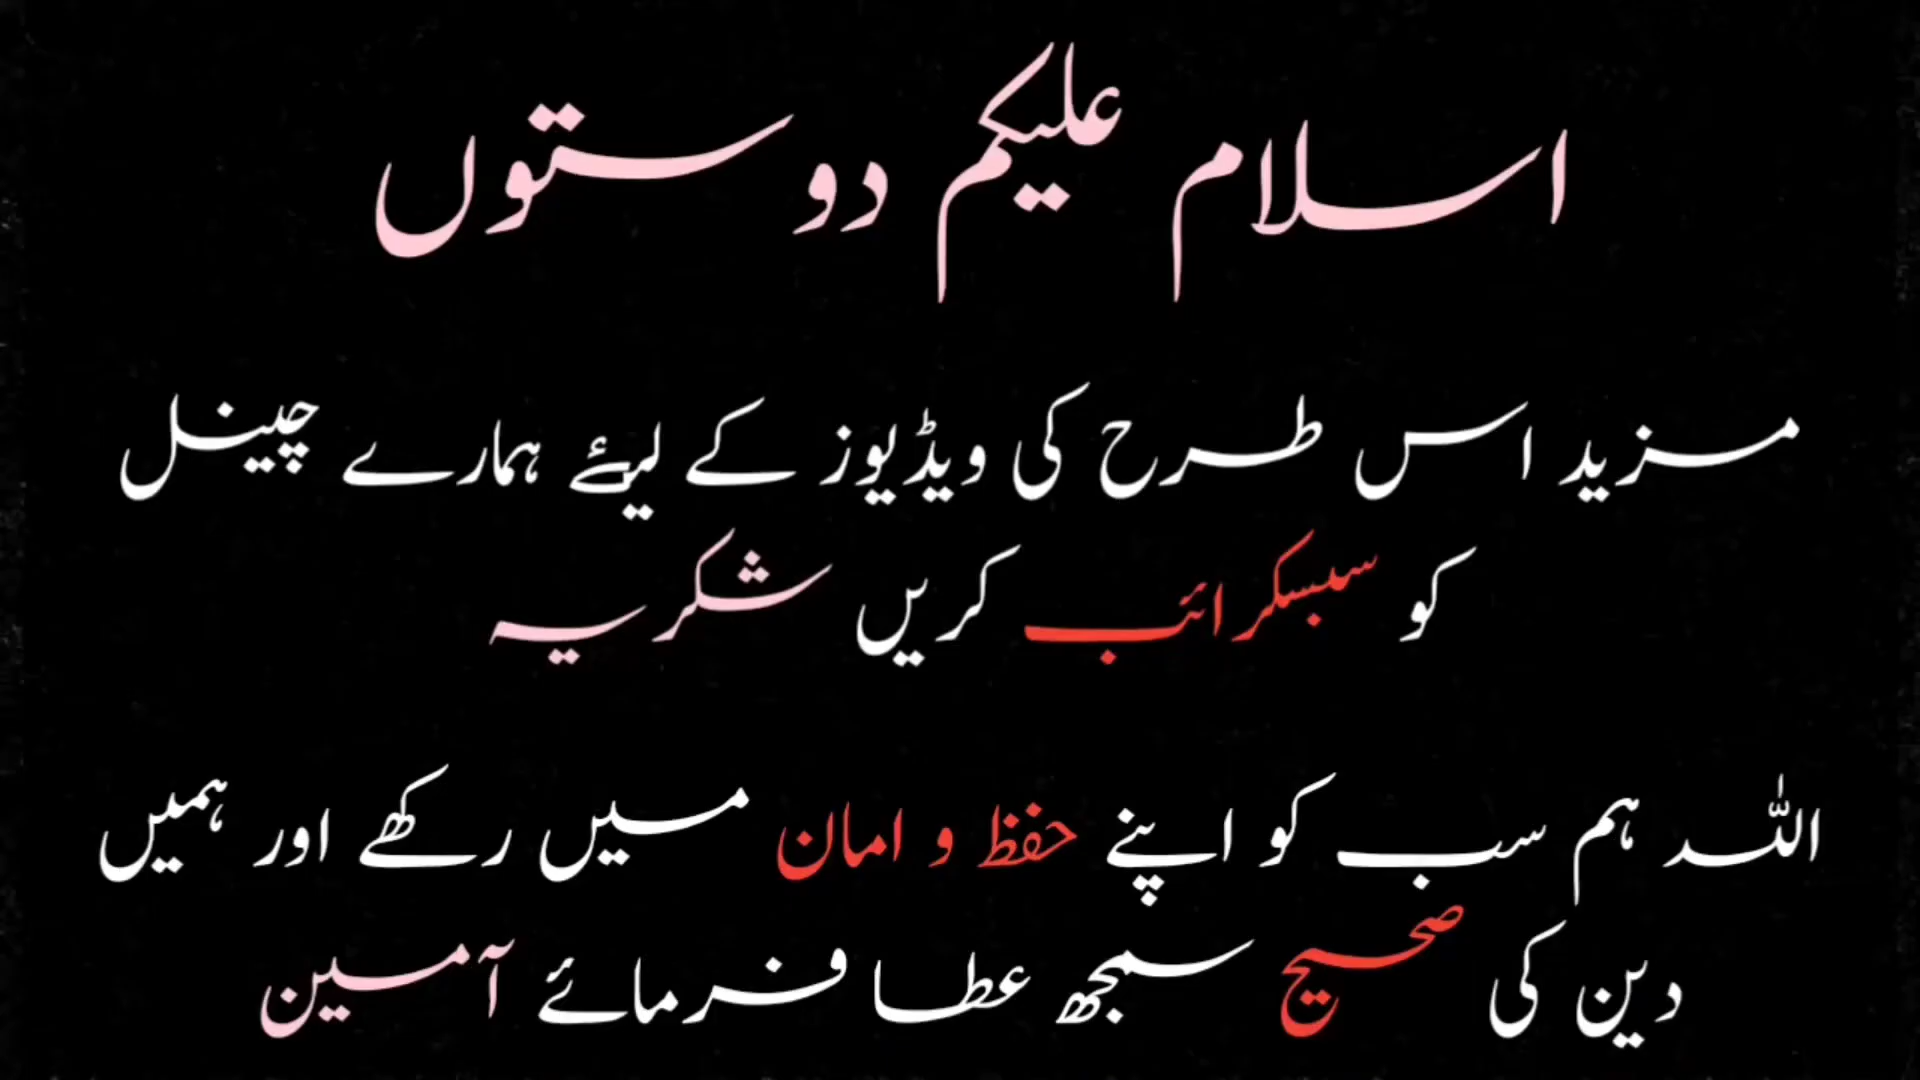 اسلام علیکم دوستوں
مزید اس طرح کی ویڈیوز کے لیئے ہمارے چینل
کو سبسکرائب کریں شکریہ
اللہ ہم سب کو اپنے حفظ و امان میں رکھے اور ہمیں
دین کی صحیح سمجھ عطا فرمائے آمین